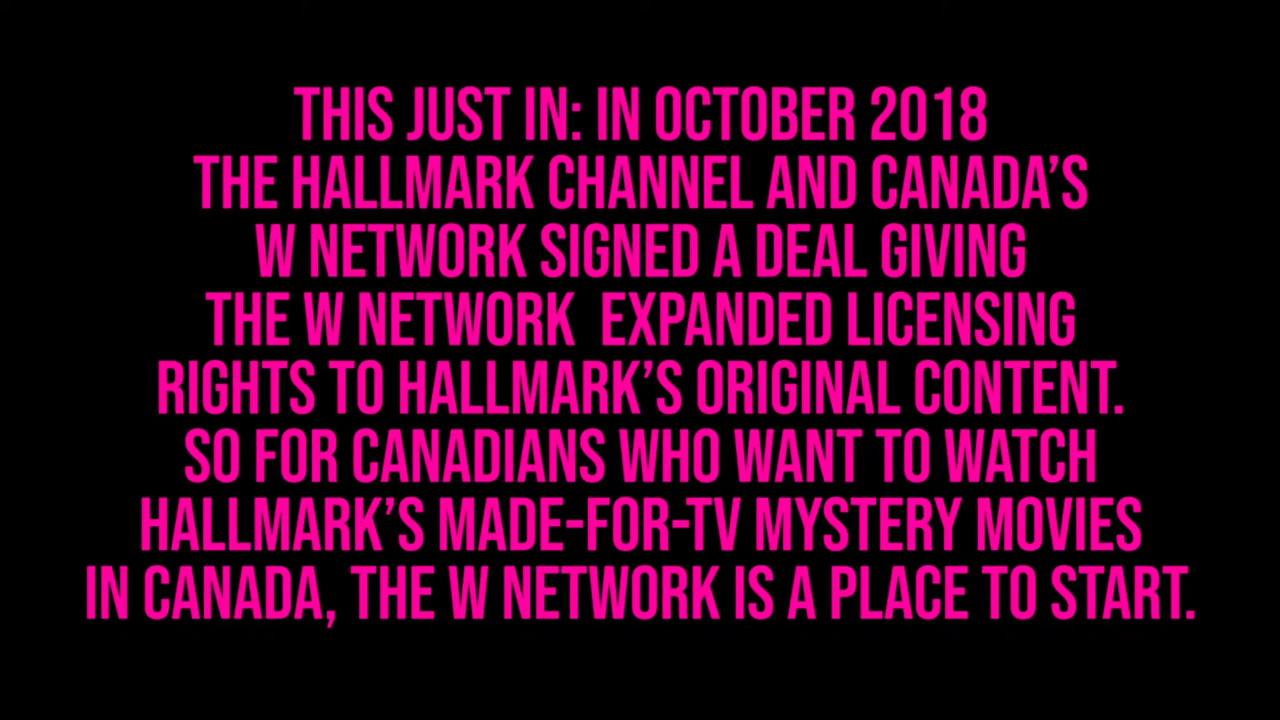 THIS JUST IN: IN OCTOBER 2018
THE HALLMARK CHANNEL AND CANADA’S
W NETWORK SIGNED A DEAL GIVING
THE W NETWORK  EXPANDED LICENSING
RIGHTS TO HALLMARK’S ORIGINAL CONTENT.
SO FOR CANADIANS WHO WANT TO WATCH
HALLMARK’S MADE-FOR-TV MYSTERY MOVIES
IN CANADA, THE W NETWORK IS A PLACE TO START.